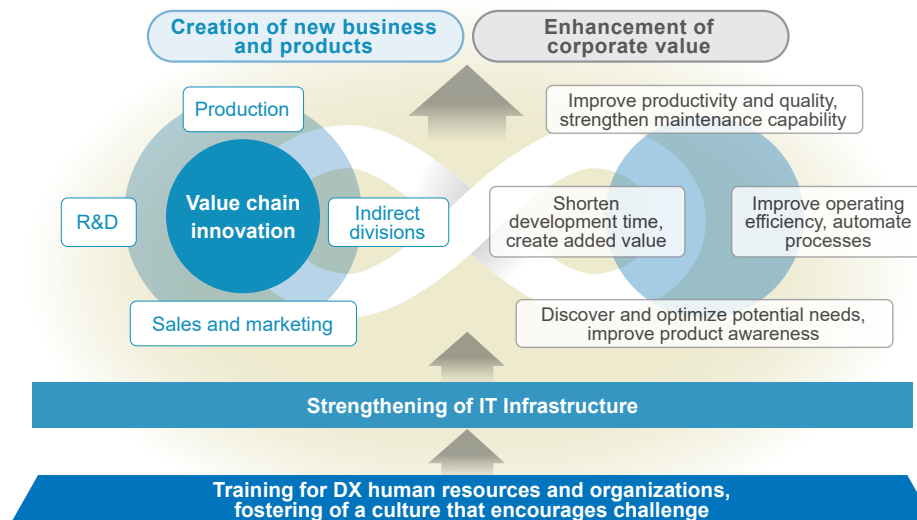 Creation of new business
and products
Enhancement of
corporate value
Production
Improve productivity and quality,
strengthen maintenance capability
R&D
Value chain
innovation
Indirect
divisions
Shorten
development time,
create added value
Improve operating
efficiency, automate
processes
Sales and marketing
Discover and optimize potential needs,
improve product awareness
Strengthening of IT Infrastructure
Training for DX human resources and organizations,
fostering of a culture that encourages challenge